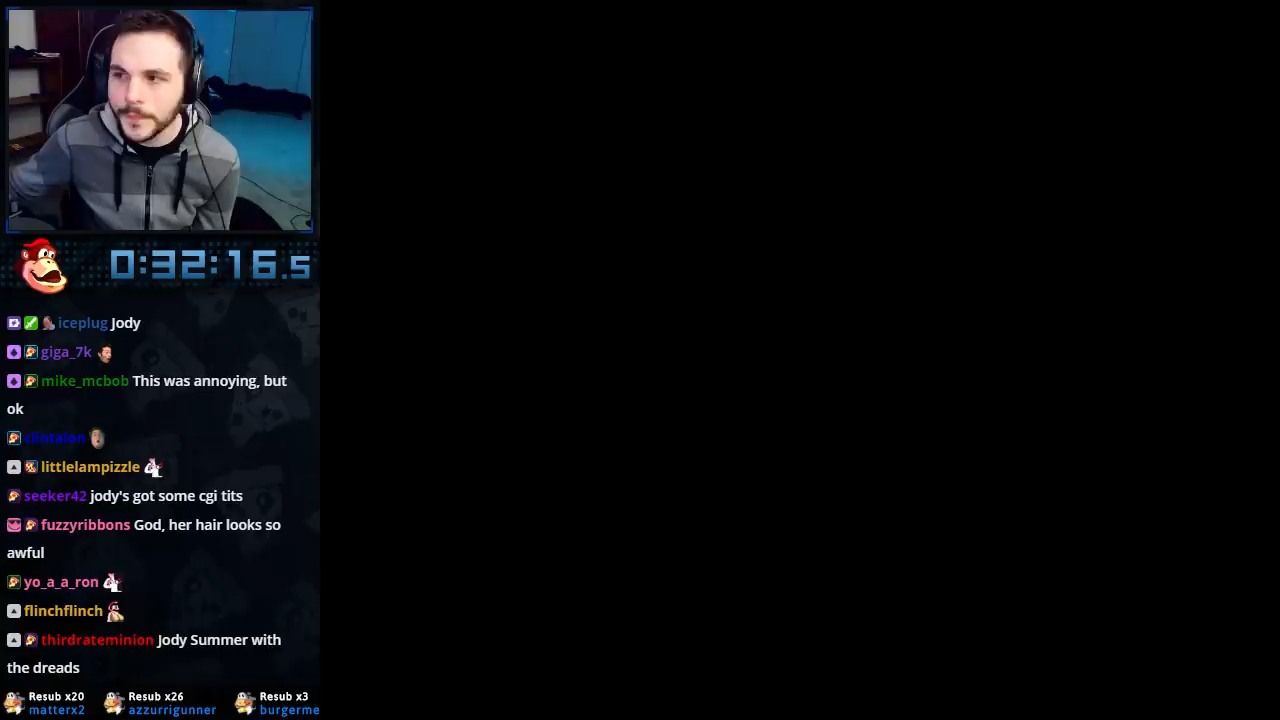 0:32:16.5
iceplug Jody
giga_7k
mike_mcbob This was annoying, but
ok
clintalon
littlelampizzle
seeker42 jody's got some cgi tits
fuzzyribbons God, her hair looks so
awful
yo_a_a_ron
flinchflinch
thirdrateminion Jody Summer with
the dreads
Resub x20 Resub x26 Resub x3
matterx2 azzurrigunner burgerme